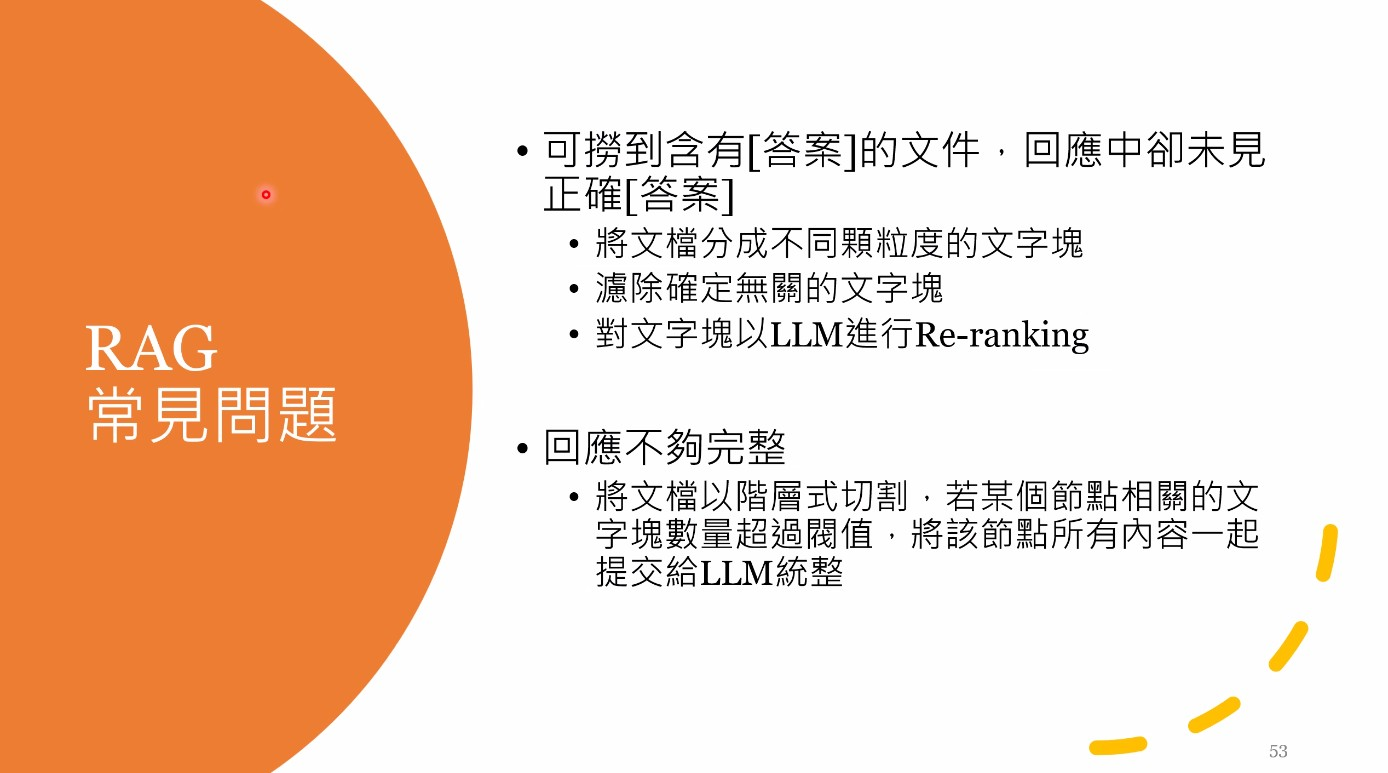 RAG
常見問題
• 可撈到含有[答案]的文件，回應中卻未見
正確[答案]
• 將文檔分成不同顆粒度的文字塊
• 濾除確定無關的文字塊
• 對文字塊以LLM進行Re-ranking
• 回應不夠完整
• 將文檔以階層式切割，若某個節點相關的文
字塊數量超過閥值，將該節點所有內容一起
提交給LLM統整
53